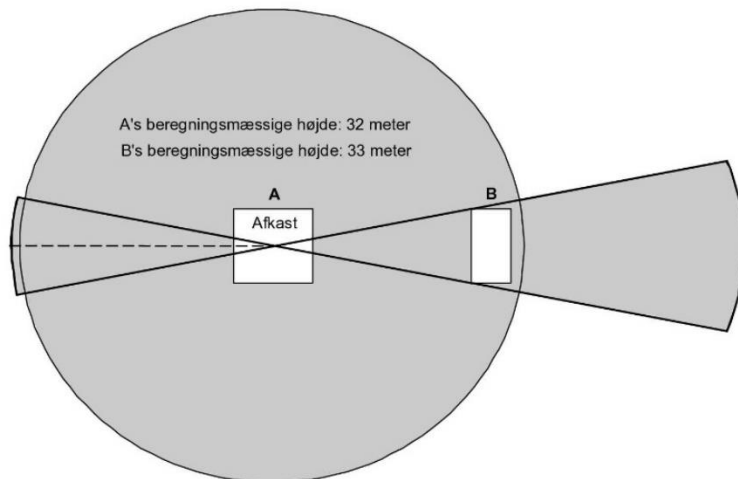 A's beregningsmæssige højde: 32 meter
B's beregningsmæssige højde: 33 meter
A
B
Afkast